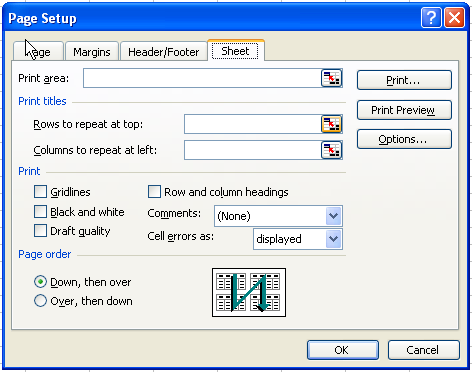 Page Setup
Page Margins Header/Footer Sheet
Print area:
Print...
Print titles
Print Preview
Rows to repeat at top:
Options...
Columns to repeat at left:
Print
Gridlines
Row and column headings
Black and white
Comments: (None)
Draft quality
Cell errors as: displayed
Page order
Down, then over
Over, then down
OK Cancel